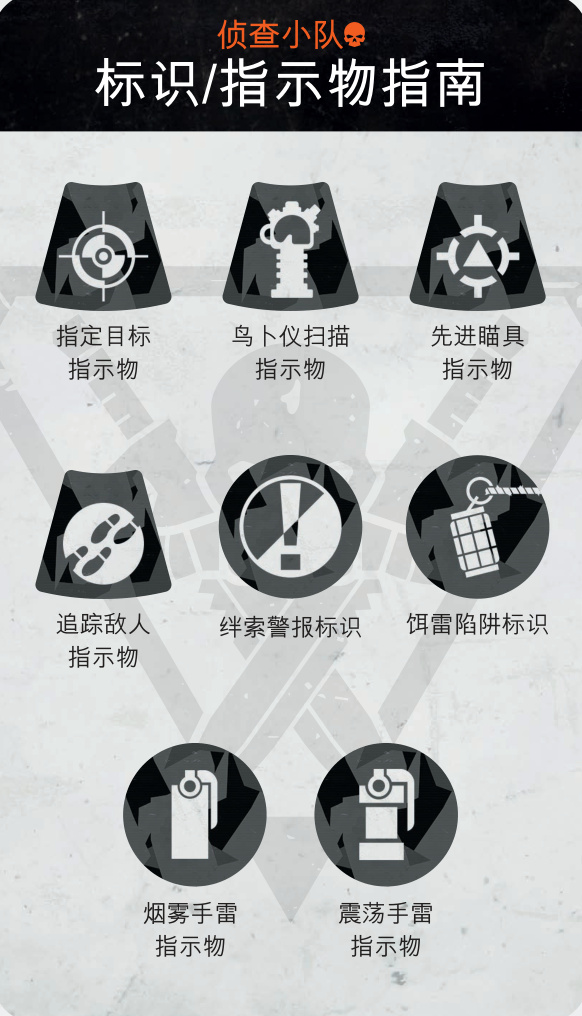 侦查小队
标识/指示物指南
指定目标
指示物
鸟卜仪扫描
指示物
先进瞄具
指示物
追踪敌人
指示物
绊索警报标识
饵雷陷阱标识
烟雾手雷
指示物
震荡手雷
指示物